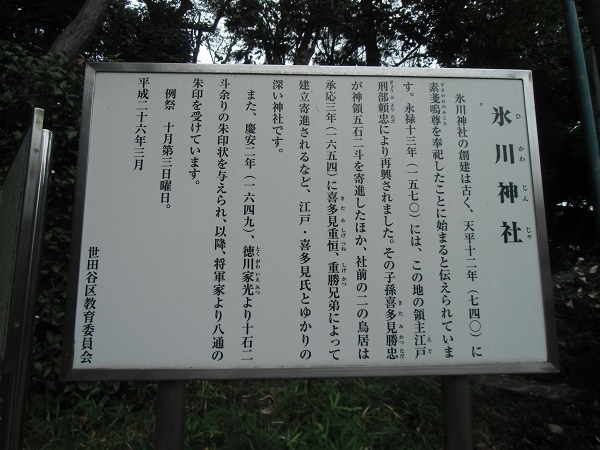 氷川神社
ひかわじんじゃ
氷川神社の創建は古く、天平十二年(七四〇)に
素戔嗚尊を奉祀したことに始まると伝えられていま
す。永禄十三年(一五七〇)には、この地の領主江戸
刑部頼忠により再興されました。その子孫喜多見勝忠
が神領五石二斗を寄進したほか、社前の二の鳥居は
承応三年(一六五四)に喜多見重恒、重勝兄弟によって
建立寄進されるなど、江戸・喜多見氏とゆかりの
深い神社です。
また、慶安二年(一六四九)、徳川家光より十石二
斗余りの朱印状を与えられ、以降、将軍家より八通の
朱印を受けています。
例祭 十月第三日曜日。
平成二十六年三月
世田谷区教育委員会